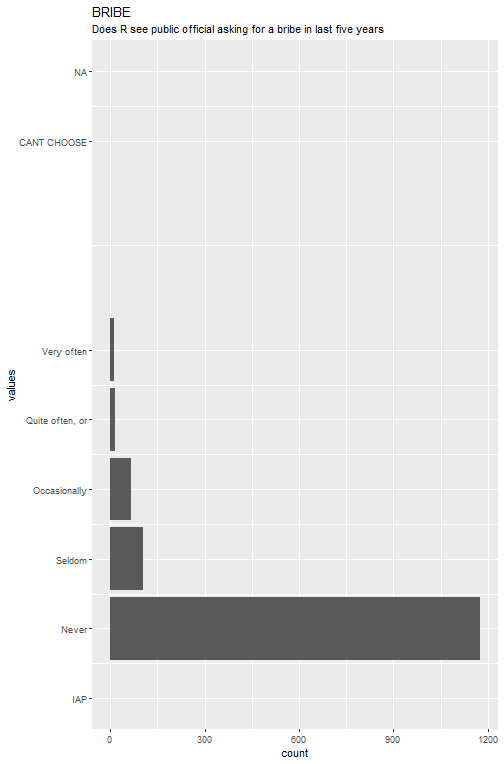 BRIBE
Does R see public official asking for a bribe in last five years
NA
CANT CHOOSE
Very often
Quite often, or
Occasionally
Seldom
Never
IAP
values
0 300 600 900 1200
count